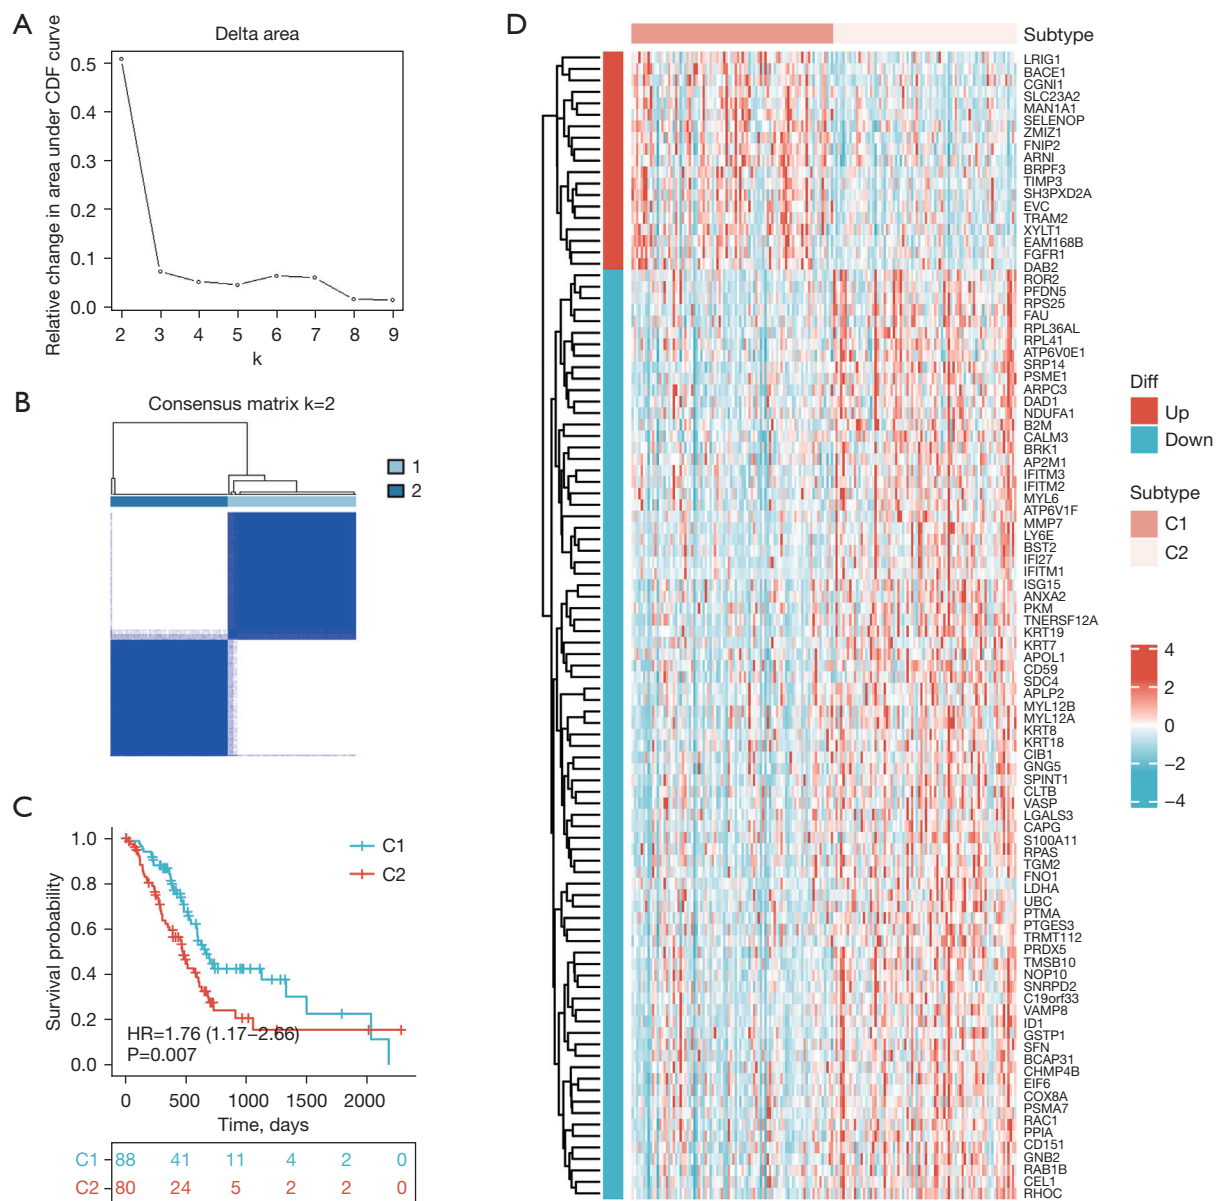 A
Delta area
Relative change in area under CDF curve
0.5
0.4
0.3
0.2
0.1
0.0
2 3 4 5 6 7 8 9
k
B
Consensus matrix k=2
1
2
C
Survival probability
1.0
0.8
0.6
0.4
0.2
0.0
C1
C2
HR=1.76 (1.17–2.66)
P=0.007
0 500 1000 1500 2000
Time, days
C1 88 41 11 4 2 0
C2 80 24 5 2 2 0
D
Subtype
LRIG1
BACE1
CGNI1
SLC23A2
MAN1A1
SELENOP
ZMIZ1
FNIP2
ARNI
BRPF3
TIMP3
SH3PXD2A
EVC
TRAM2
XYLT1
EAM168B
FGFR1
DAB2
ROR2
PFDN5
RPS25
FAU
RPL36AL
RPL41
ATP6V0E1
SRP14
PSME1
ARPC3
DAD1
NDUFA1
B2M
CALM3
BRK1
AP2M1
IFITM3
IFITM2
MYL6
ATP6V1F
MMP7
LY6E
BST2
IFI27
IFITM1
ISG15
ANXA2
PKM
TNERSF12A
KRT19
KRT7
APOL1
CD59
SDC4
APLP2
MYL12B
MYL12A
KRT8
KRT18
CIB1
GNG5
SPINT1
CLTB
VASP
LGALS3
CAPG
S100A11
RPAS
TGM2
FNO1
LDHA
UBC
PTMA
PTGES3
TRMT112
PRDX5
TMSB10
NOP10
SNRPD2
C19orf33
VAMP8
ID1
GSTP1
SFN
BCAP31
CHMP4B
EIF6
COX8A
PSMA7
RAC1
PPIA
CD151
GNB2
RAB1B
CEL1
RHOC
Diff
Up
Down
Subtype
C1
C2
4
2
0
−2
−4